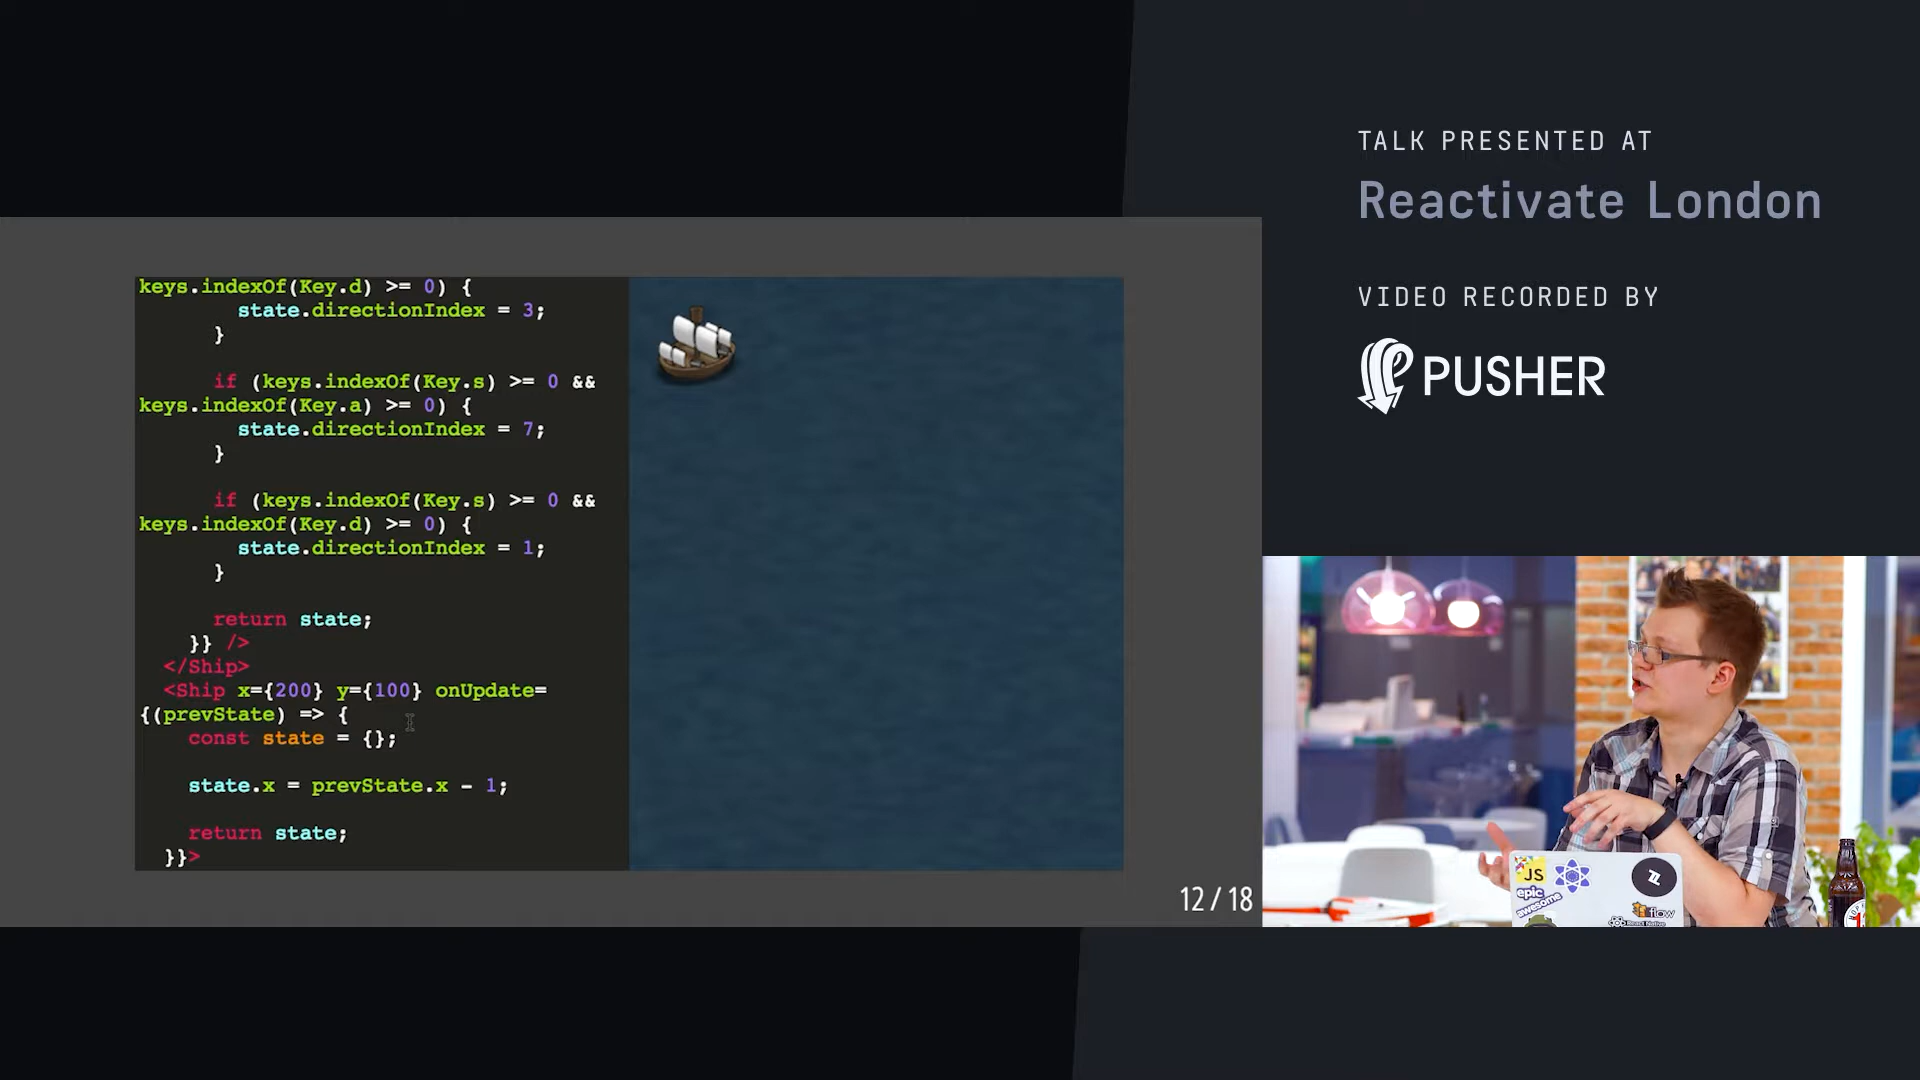 TALK PRESENTED AT
Reactivate London
VIDEO RECORDED BY
PUSHER
keys.indexOf(Key.d) >= 0) {
state.directionIndex = 3;
}
if (keys.indexOf(Key.s) >= 0 &&
keys.indexOf(Key.a) >= 0) {
state.directionIndex = 7;
}
if (keys.indexOf(Key.s) >= 0 &&
keys.indexOf(Key.d) >= 0) {
state.directionIndex = 1;
}
return state;
}} />
</Ship>
<Ship x={200} y={100} onUpdate=
{(prevState) => {
const state = {};
state.x = prevState.x - 1;
return state;
}}>
12 / 18
JS
epic
awesome
flow
React Native